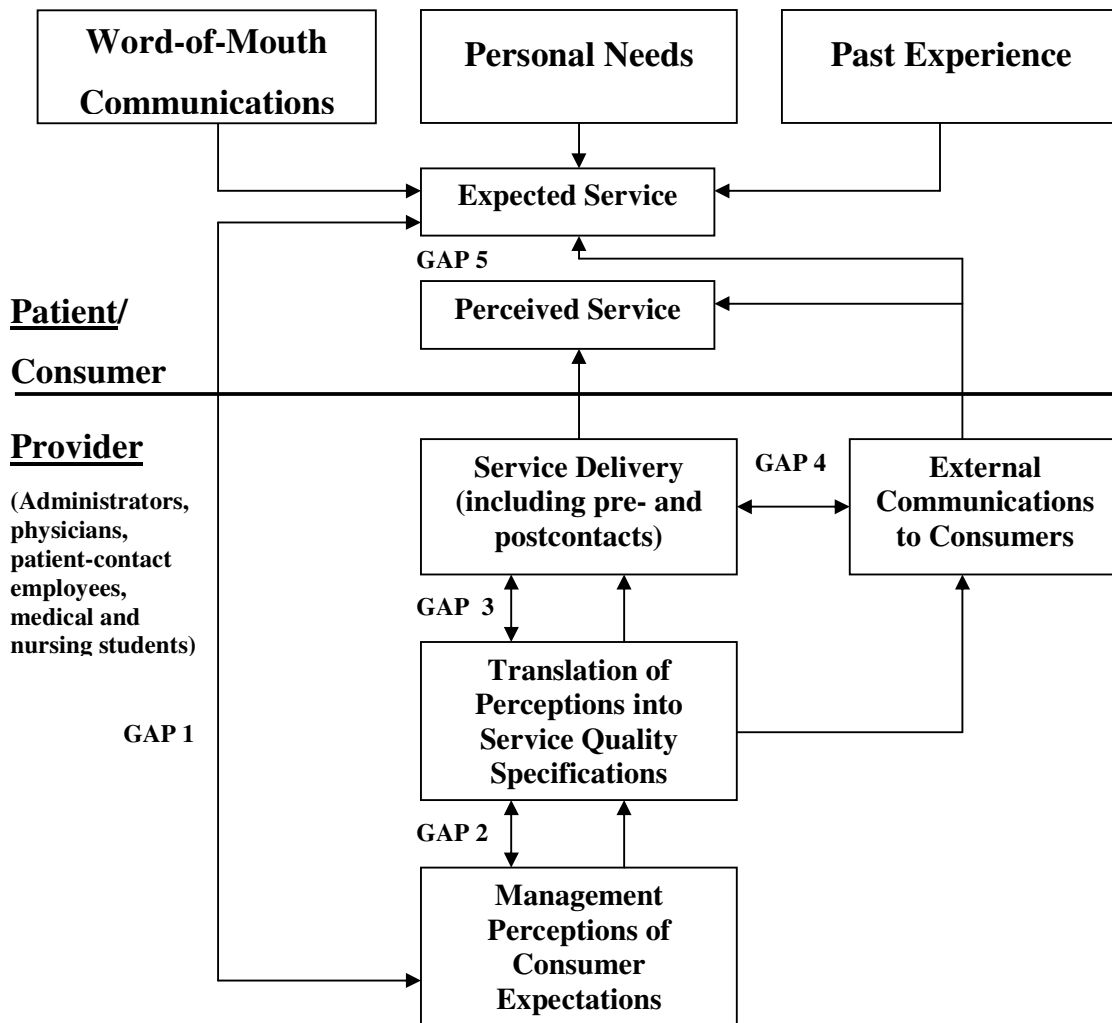 Word-of-Mouth
Communications
Personal Needs
Past Experience
Expected Service
GAP 5
Perceived Service
Patient/
Consumer
Provider
(Administrators,
physicians,
patient-contact
employees,
medical and
nursing students)
Service Delivery
(including pre- and
postcontacts)
GAP 4
External
Communications
to Consumers
GAP 3
Translation of
Perceptions into
Service Quality
Specifications
GAP 1
GAP 2
Management
Perceptions of
Consumer
Expectations